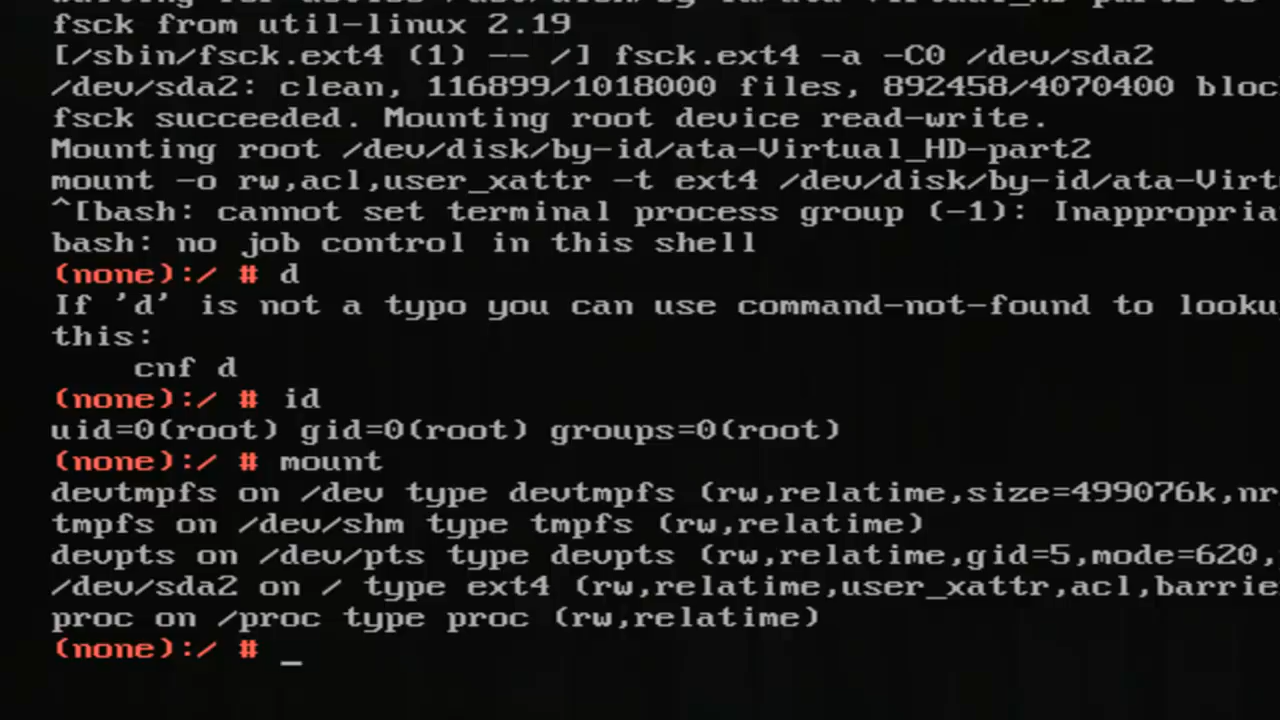 fsck from util-linux 2.19
[/sbin/fsck.ext4 (1) -- /] fsck.ext4 -a -C0 /dev/sda2
/dev/sda2: clean, 116899/1018000 files, 892458/4070400 bloc
fsck succeeded. Mounting root device read-write.
Mounting root /dev/disk/by-id/ata-Virtual_HD-part2
mount -o rw,acl,user_xattr -t ext4 /dev/disk/by-id/ata-Virt
^[bash: cannot set terminal process group (-1): Inappropria
bash: no job control in this shell
(none):/ # d
If 'd' is not a typo you can use command-not-found to looku
this:
    cnf d
(none):/ # id
uid=0(root) gid=0(root) groups=0(root)
(none):/ # mount
devtmpfs on /dev type devtmpfs (rw,relatime,size=499076k,nr
tmpfs on /dev/shm type tmpfs (rw,relatime)
devpts on /dev/pts type devpts (rw,relatime,gid=5,mode=620,
/dev/sda2 on / type ext4 (rw,relatime,user_xattr,acl,barrie
proc on /proc type proc (rw,relatime)
(none):/ # _